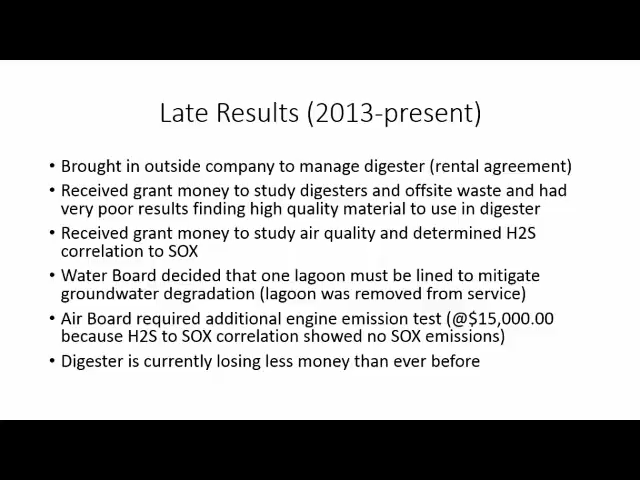 Late Results (2013-present)
• Brought in outside company to manage digester (rental agreement)
• Received grant money to study digesters and offsite waste and had
very poor results finding high quality material to use in digester
• Received grant money to study air quality and determined H2S
correlation to SOX
• Water Board decided that one lagoon must be lined to mitigate
groundwater degradation (lagoon was removed from service)
• Air Board required additional engine emission test (@$15,000.00
because H2S to SOX correlation showed no SOX emissions)
• Digester is currently losing less money than ever before